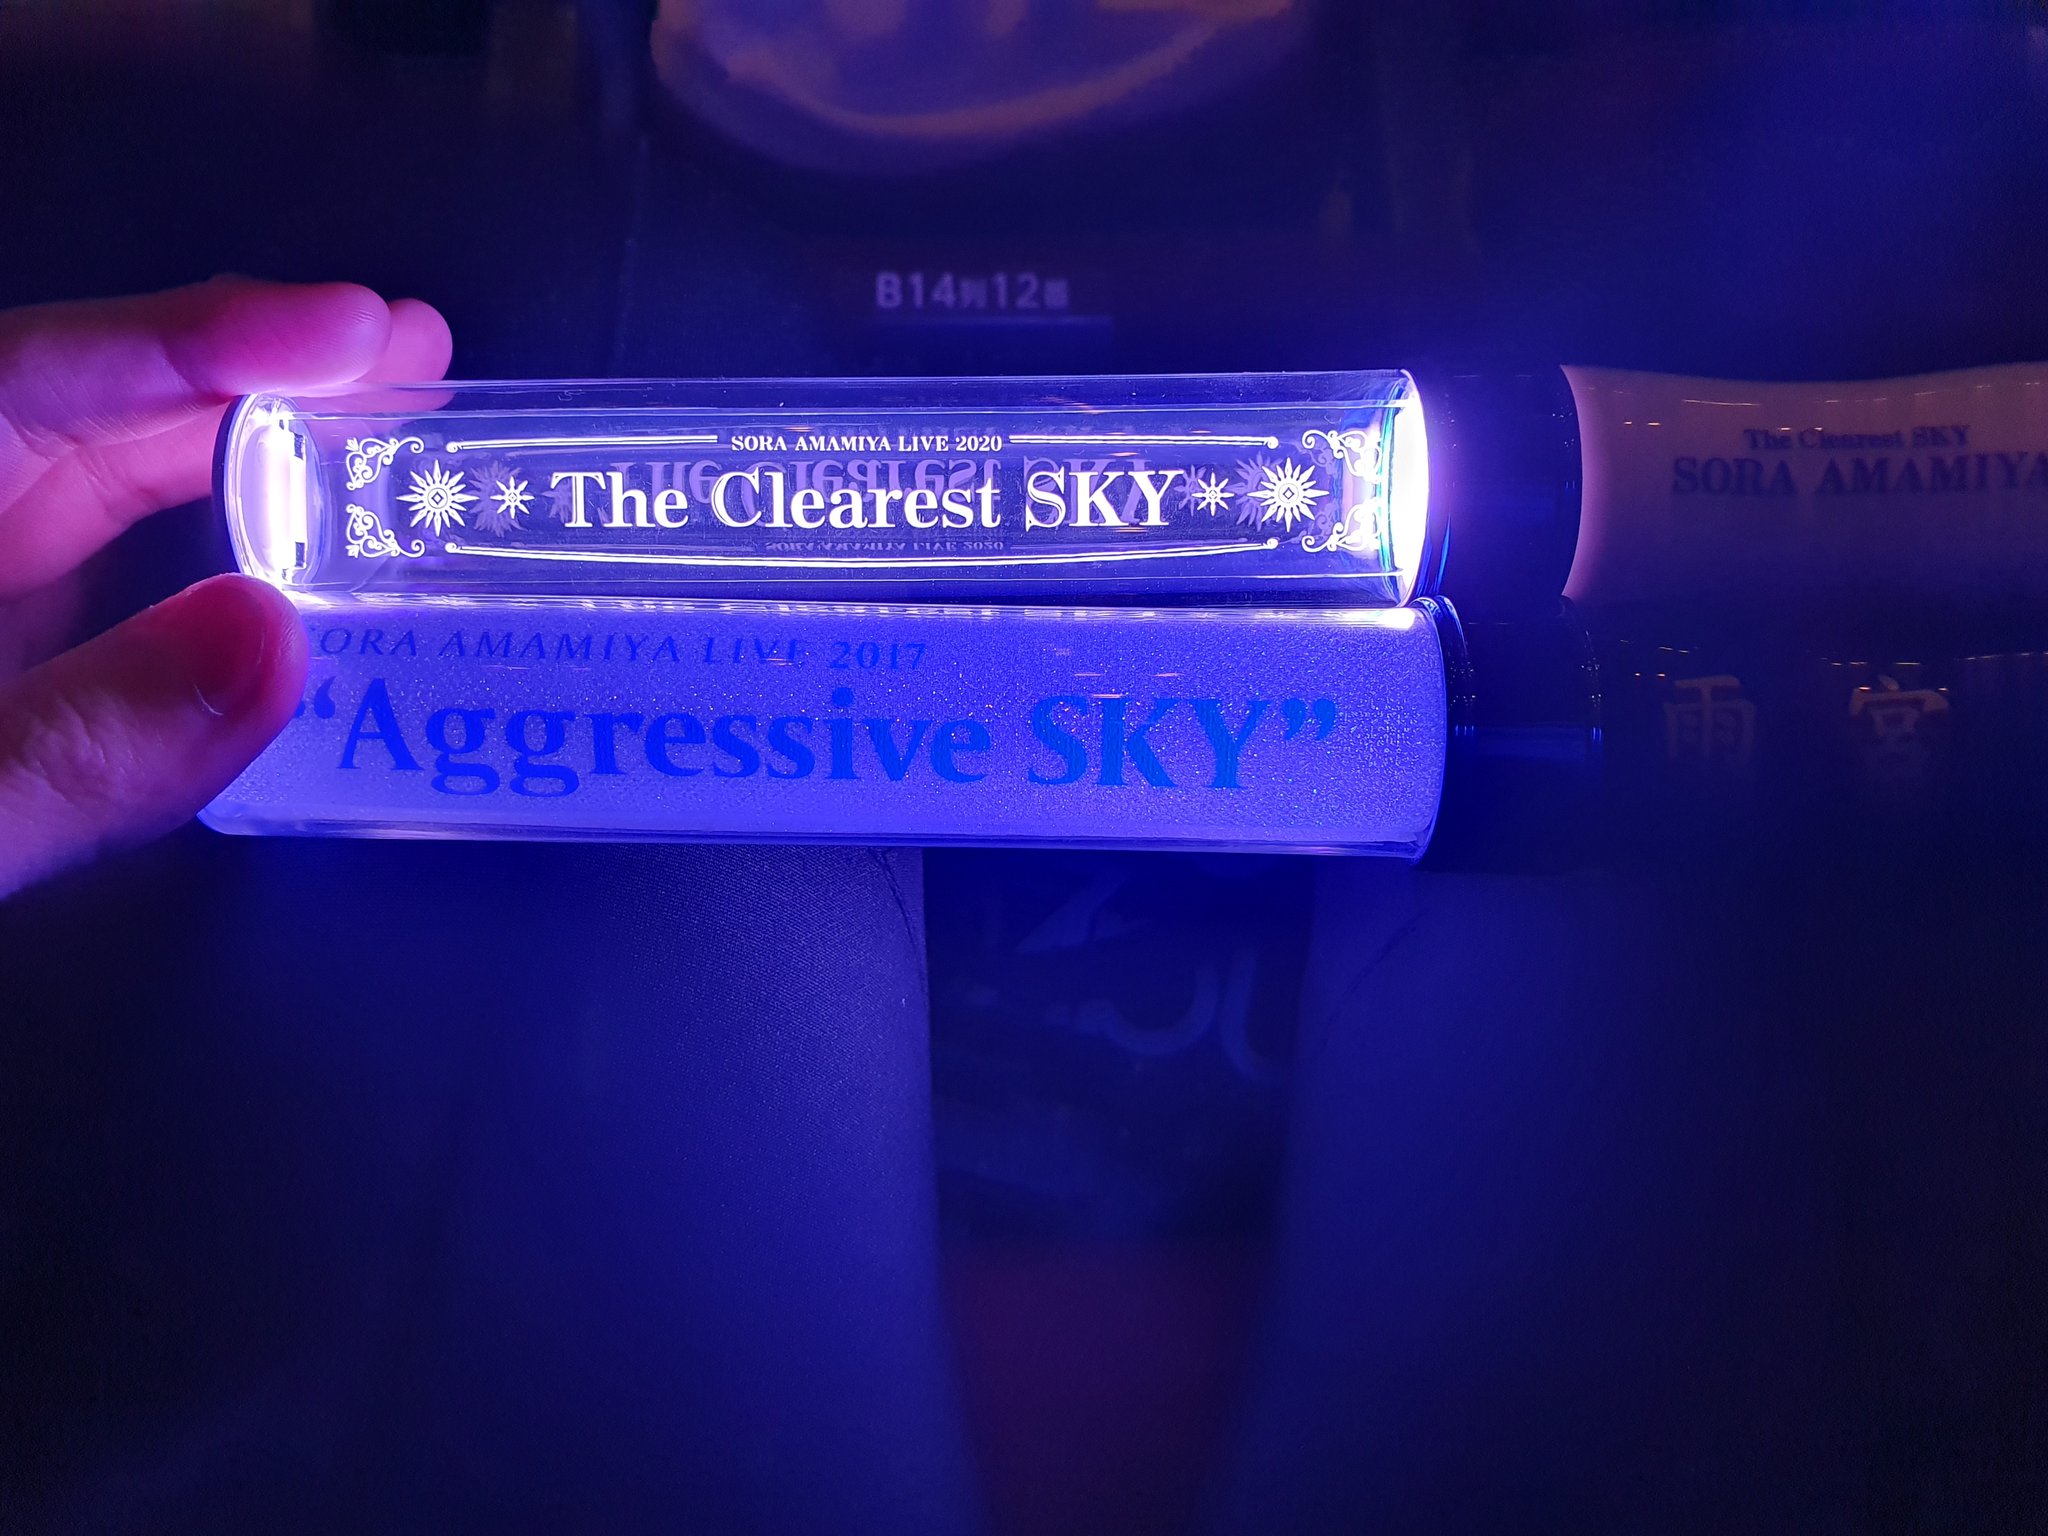 B14列12番
SORA AMAMIYA LIVE 2020
The Clearest SKY
The Clearest SKY
SORA AMAMIYA
SORA AMAMIYA LIVE 2017
“Aggressive SKY”
雨宮